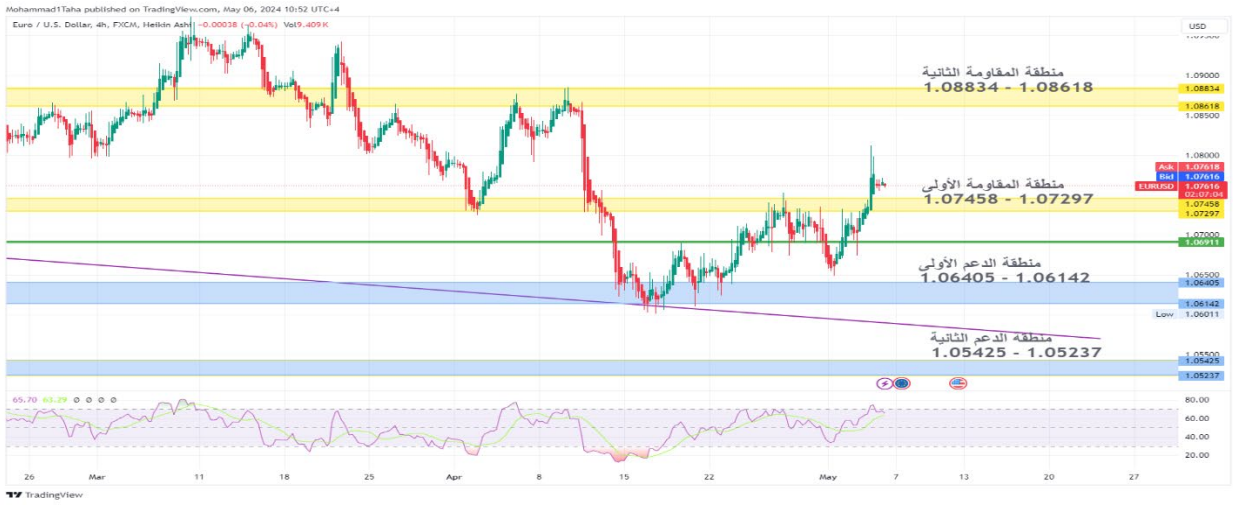 Mohammad1Taha published on TradingView.com, May 06, 2024 10:52 UTC+4
Euro / U.S. Dollar, 4h, FXCM, Heikin Ashi -0.00038 (-0.04%) Vol9.409K
USD
منطقة المقاومة الثانية
1.08834 - 1.08618
1.09000
1.08834
1.08618
1.08500
1.08000
Ask 1.07618
Bid 1.07616
EURUSD 1.07616
02:07:04
منطقة المقاومة الأولى
1.07458 - 1.07297
1.07458
1.07297
1.07000
1.06911
منطقة الدعم الأولى
1.06405 - 1.06142
1.06500
1.06405
1.06142
Low 1.06011
منطقة الدعم الثانية
1.05425 - 1.05237
1.05500
1.05425
1.05237
65.70 63.29 ∅ ∅ ∅ ∅
80.00
60.00
40.00
20.00
26 Mar 11 18 25 Apr 8 15 22 May 7 13 20 27
TradingView